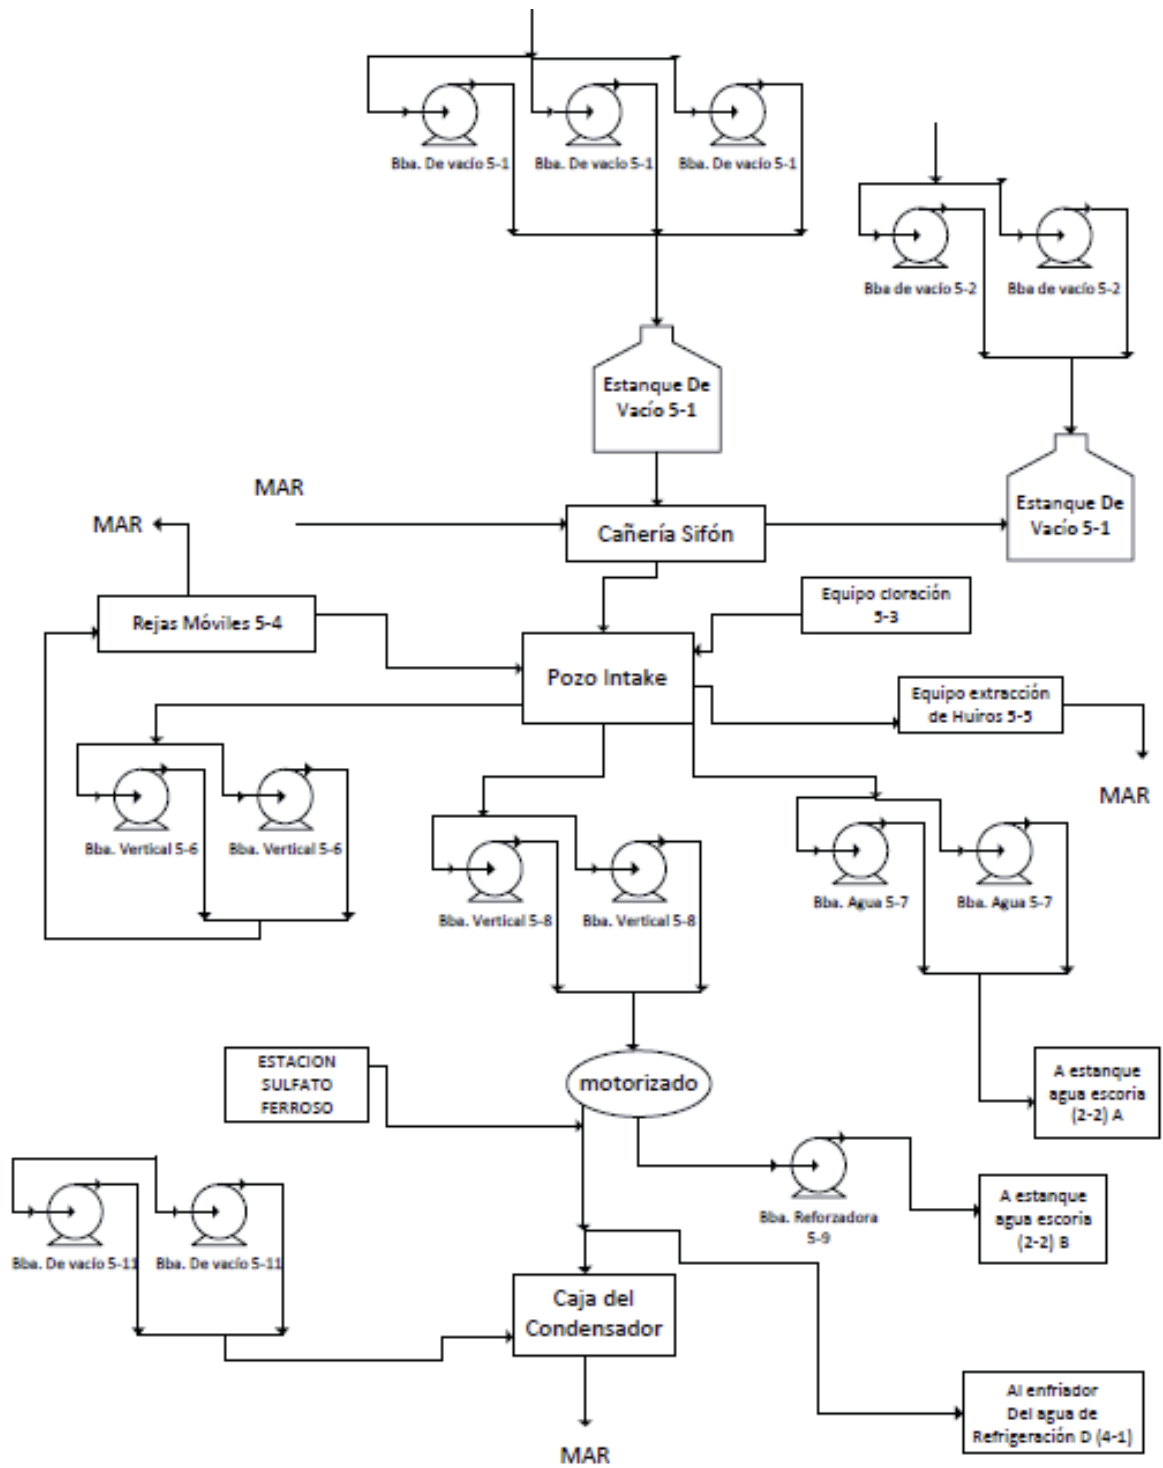 Bba. De vacío 5-1
Bba. De vacío 5-1
Bba. De vacío 5-1
Bba de vacío 5-2
Bba de vacío 5-2
Estanque De
Vacío 5-1
MAR
MAR
Cañería Sifón
Estanque De
Vacío 5-1
Rejas Móviles 5-4
Equipo cloración
5-3
Pozo Intake
Equipo extracción
de Huiros 5-5
MAR
Bba. Vertical 5-6
Bba. Vertical 5-6
Bba. Vertical 5-8
Bba. Vertical 5-8
Bba. Agua 5-7
Bba. Agua 5-7
ESTACION
SULFATO
FERROSO
motorizado
A estanque
agua escoria
(2-2) A
Bba. Reforzadora
5-9
A estanque
agua escoria
(2-2) B
Bba. De vacío 5-11
Bba. De vacío 5-11
Caja del
Condensador
Al enfriador
Del agua de
Refrigeración D (4-1)
MAR